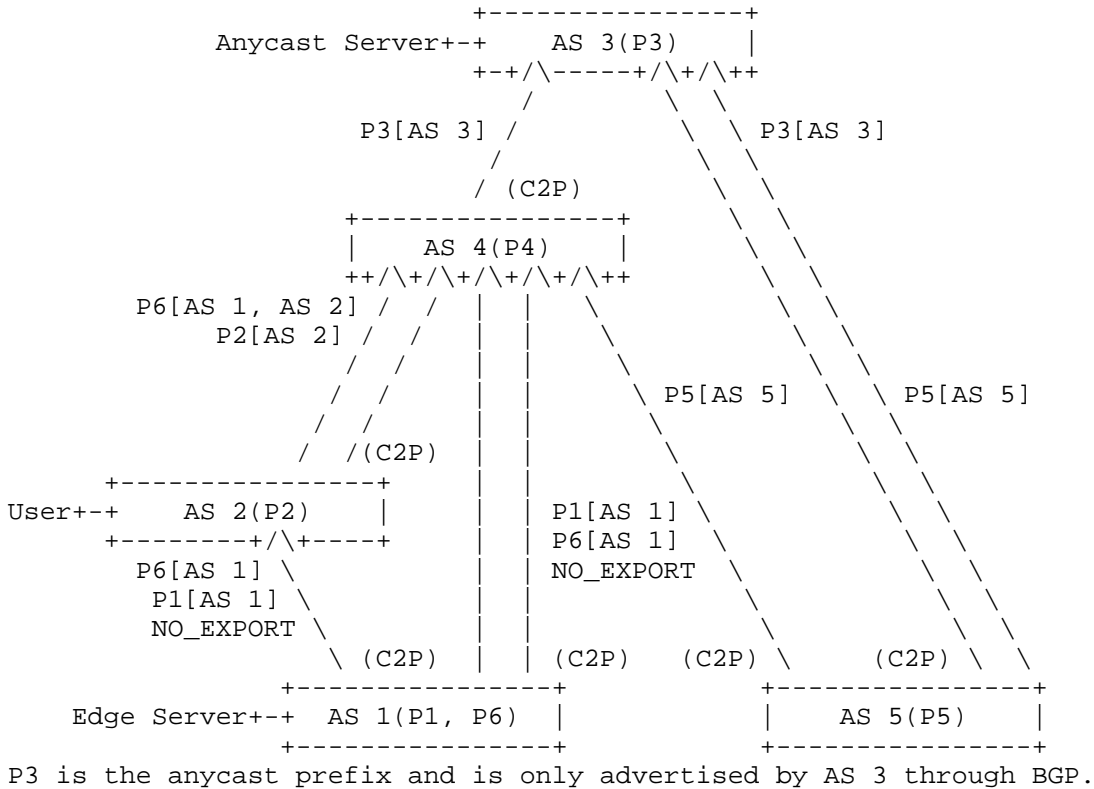 Anycast Server+-+ AS 3(P3) |
P3[AS 3] P3[AS 3]
(C2P)
AS 4(P4)
P6[AS 1, AS 2]
P2[AS 2]
P5[AS 5] P5[AS 5]
(C2P)
User+-+ AS 2(P2) |
P1[AS 1]
P6[AS 1]
P6[AS 1] NO_EXPORT
P1[AS 1]
NO_EXPORT
(C2P) (C2P) (C2P) (C2P)
Edge Server+-+ AS 1(P1, P6) | | AS 5(P5) |
P3 is the anycast prefix and is only advertised by AS 3 through BGP.